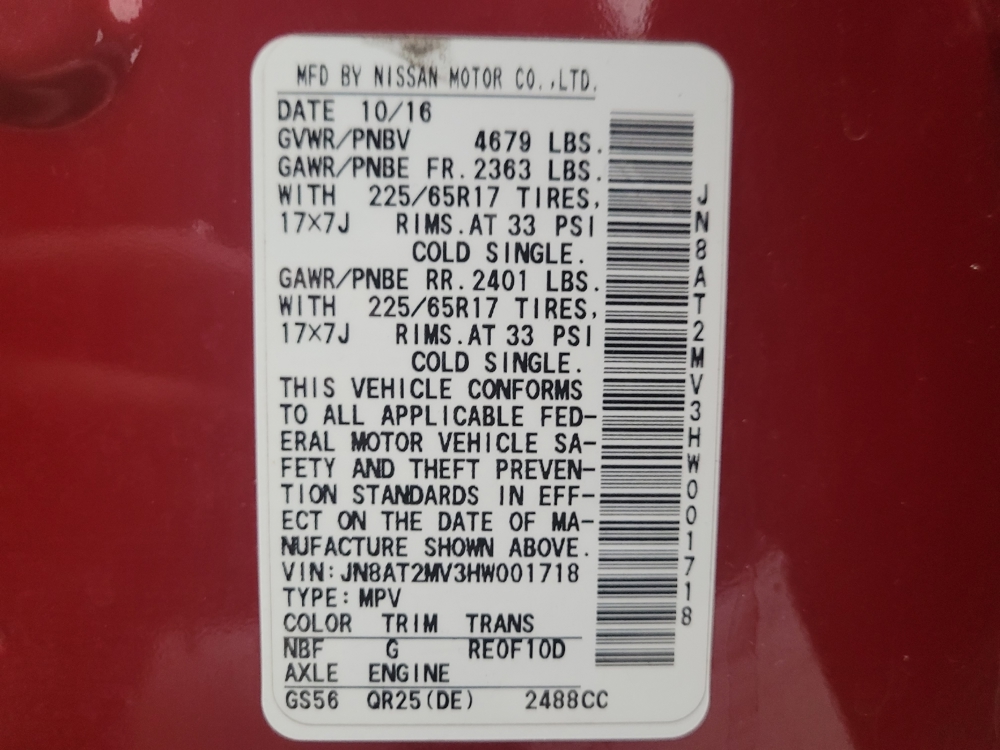 MFD BY NISSAN MOTOR CO.,LTD.
DATE 10/16
GVWR/PNBV 4679 LBS.
GAWR/PNBE FR. 2363 LBS.
WITH 225/65R17 TIRES,
17×7J RIMS. AT 33 PSI
COLD SINGLE.
GAWR/PNBE RR. 2401 LBS.
WITH 225/65R17 TIRES,
17×7J RIMS. AT 33 PSI
COLD SINGLE.
THIS VEHICLE CONFORMS
TO ALL APPLICABLE FED-
ERAL MOTOR VEHICLE SA-
FETY AND THEFT PREVEN-
TION STANDARDS IN EFF-
ECT ON THE DATE OF MA-
NUFACTURE SHOWN ABOVE.
VIN: JN8AT2MV3HW001718
TYPE: MPV
COLOR TRIM TRANS
NBF G RE0F10D
AXLE ENGINE
GS56 QR25(DE) 2488CC
JN8AT2MV3HW001718